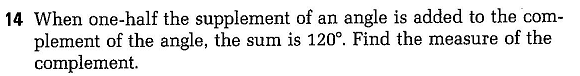 14 When one-half the supplement of an angle is added to the com-
plement of the angle, the sum is 120°. Find the measure of the
complement.